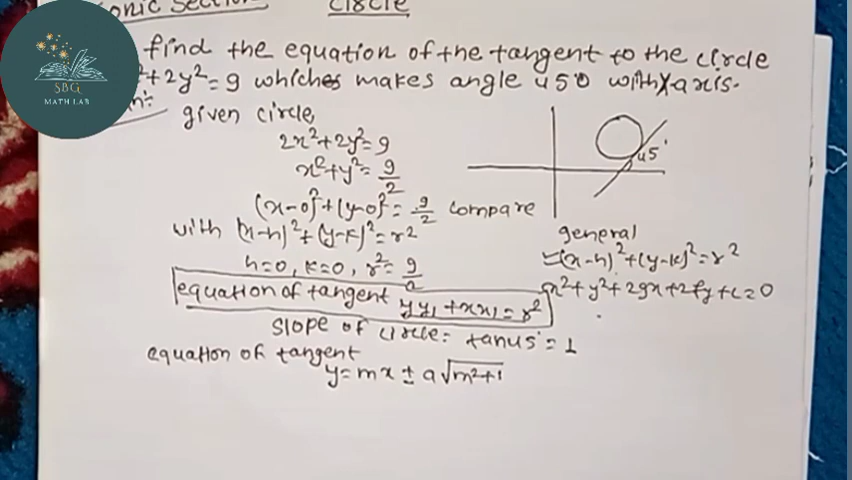 Conic Section Circle
SBG
MATH LAB
find the equation of the tangent to the circle
+2y²=9 whiches makes angle 450 with x axis.
given circle,
2x²+2y²=9
x²+y²=9/2
(x-0)²+(y-0)²=9/2 compare
with (x-h)²+(y-k)²=r²
h=0, k=0, r²=9/2
general
(x-h)²+(y-k)²=r²
x²+y²+2gx+2fy+c=0
45°
equation of tangent yy₁+xx₁=r²
slope of circle= tan45°=1
equation of tangent
y=mx±a√m²+1